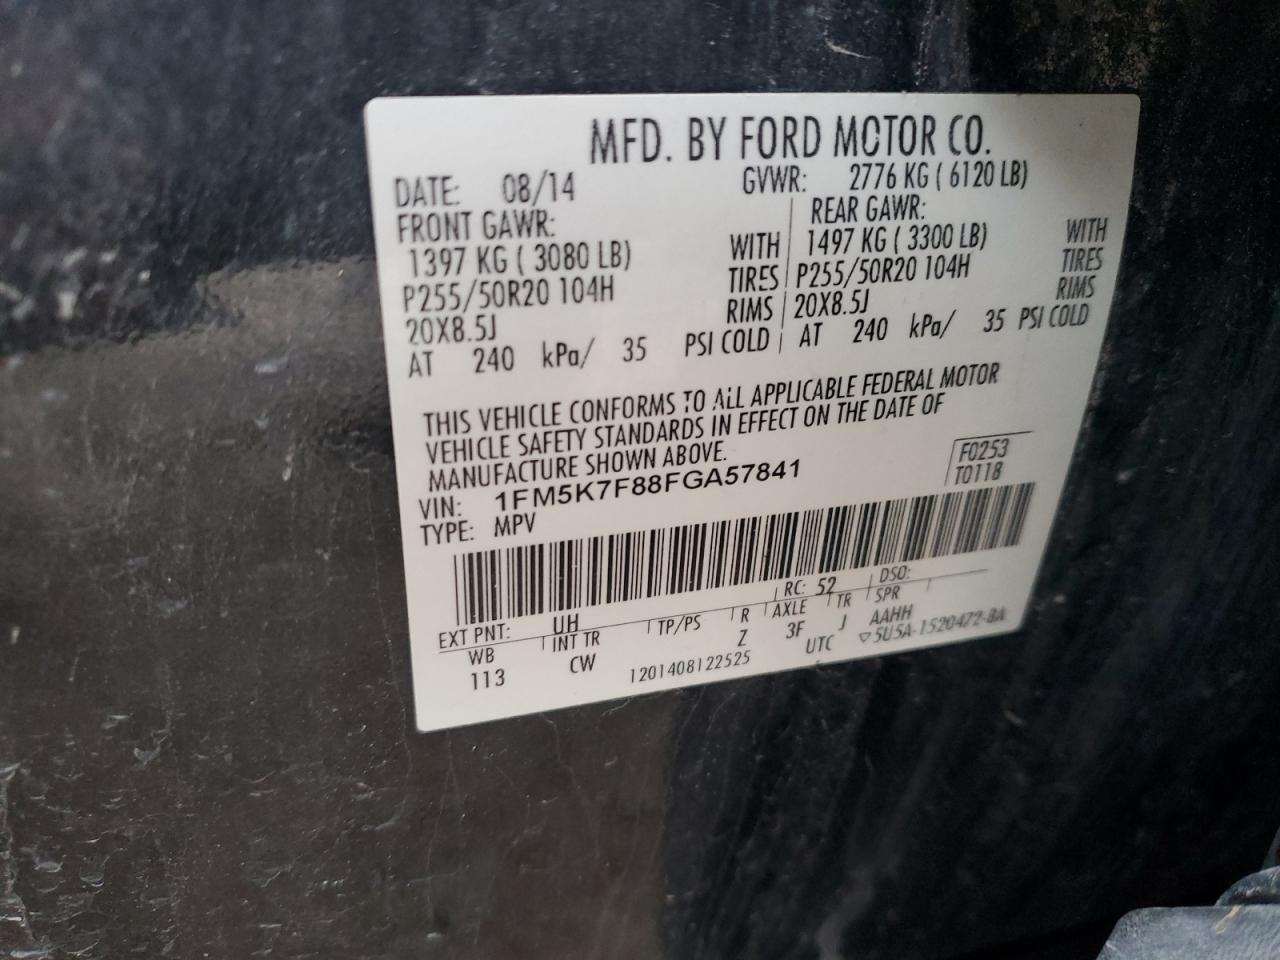 MFD. BY FORD MOTOR CO.
DATE: 08/14 GVWR: 2776 KG ( 6120 LB)
FRONT GAWR:
1397 KG ( 3080 LB) WITH
P255/50R20 104H TIRES
20X8.5J RIMS
AT 240 kPa/ 35 PSI COLD
REAR GAWR:
1497 KG ( 3300 LB) WITH
P255/50R20 104H TIRES
20X8.5J RIMS
AT 240 kPa/ 35 PSI COLD
THIS VEHICLE CONFORMS TO ALL APPLICABLE FEDERAL MOTOR
VEHICLE SAFETY STANDARDS IN EFFECT ON THE DATE OF
MANUFACTURE SHOWN ABOVE.
F0253
T0118
VIN: 1FM5K7F88FGA57841
TYPE: MPV
EXT PNT: UH RC: 52 DSO:
WB INT TR TP/PS R AXLE TR SPR
113 CW Z 3F J AAHH
1201408122525 UTC ▽5U5A-1520472-BA